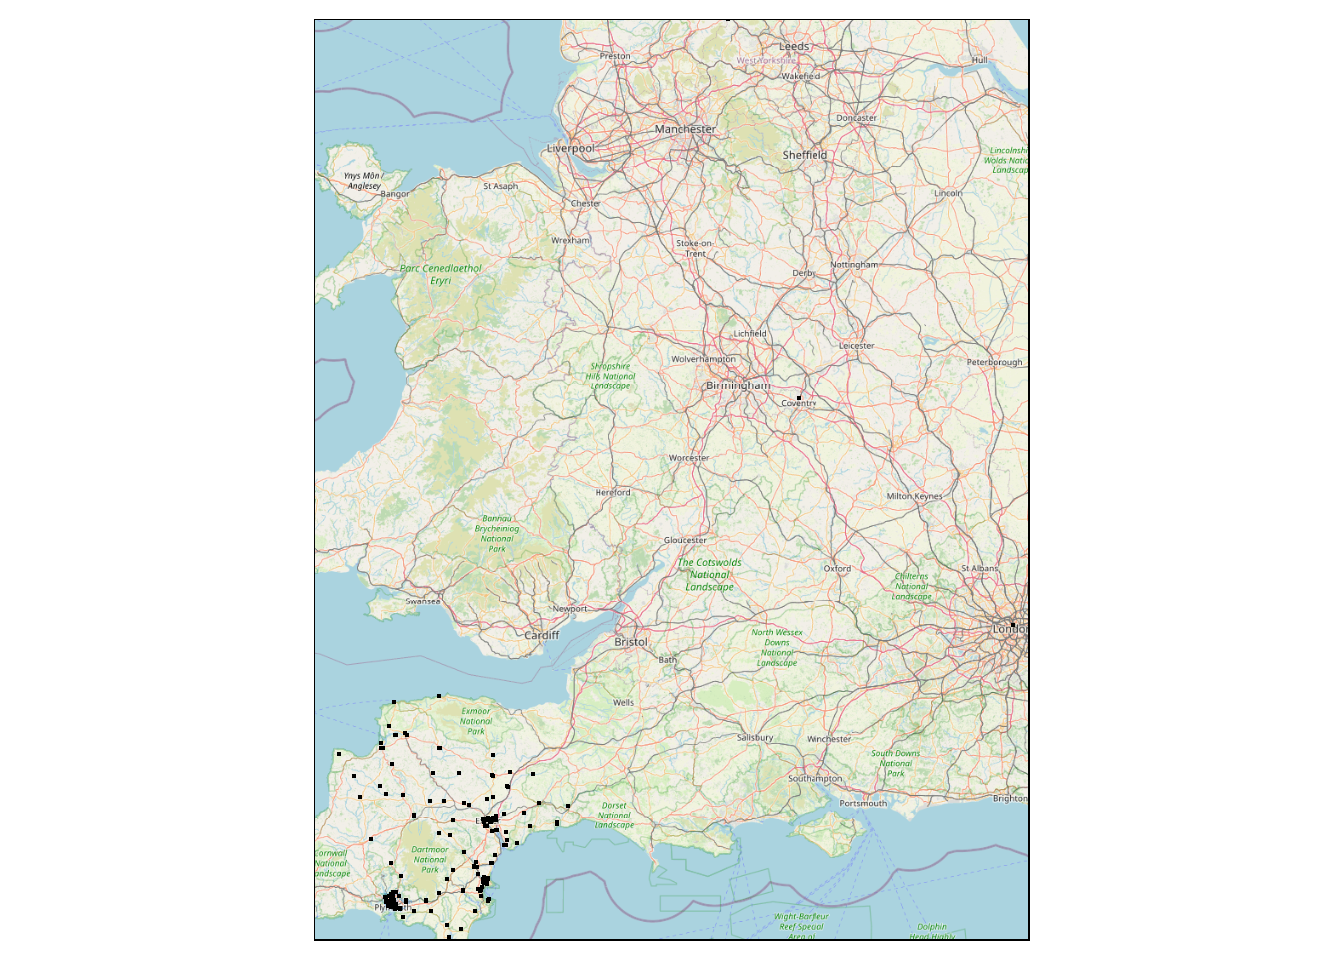 Leeds
Preston
West Yorkshire
Hull
Wakefield
Doncaster
Manchester
Liverpool
Sheffield
Lincolnshi
Wolds Natio
Landscap
Ynys Môn /
Anglesey
Bangor
St Asaph
Lincoln
Chester
Wrexham
Stoke-on-
Trent
Nottingham
Derby
Parc Cenedlaethol
Eryri
Lichfield
Leicester
Wolverhampton
Peterborough
Shropshire
Hills National
Landscape
Birmingham
Coventry
Worcester
Hereford
Milton Keynes
Bannau
Brycheiniog
National
Park
Gloucester
The Cotswolds
National
Landscape
Oxford
St Albans
Chilterns
National
Landscape
Swansea
Newport
Cardiff
Bristol
London
North Wessex
Downs
National
Landscape
Bath
Wells
Exmoor
National
Park
Salisbury
Winchester
South Downs
National
Park
Southampton
Portsmouth
Brighton
Dorset
National
Landscape
Cornwall
National
andscape
Dartmoor
National
Park
Wight-Barfleur
Reef-Special
Area of
Dolphin
Head Highly